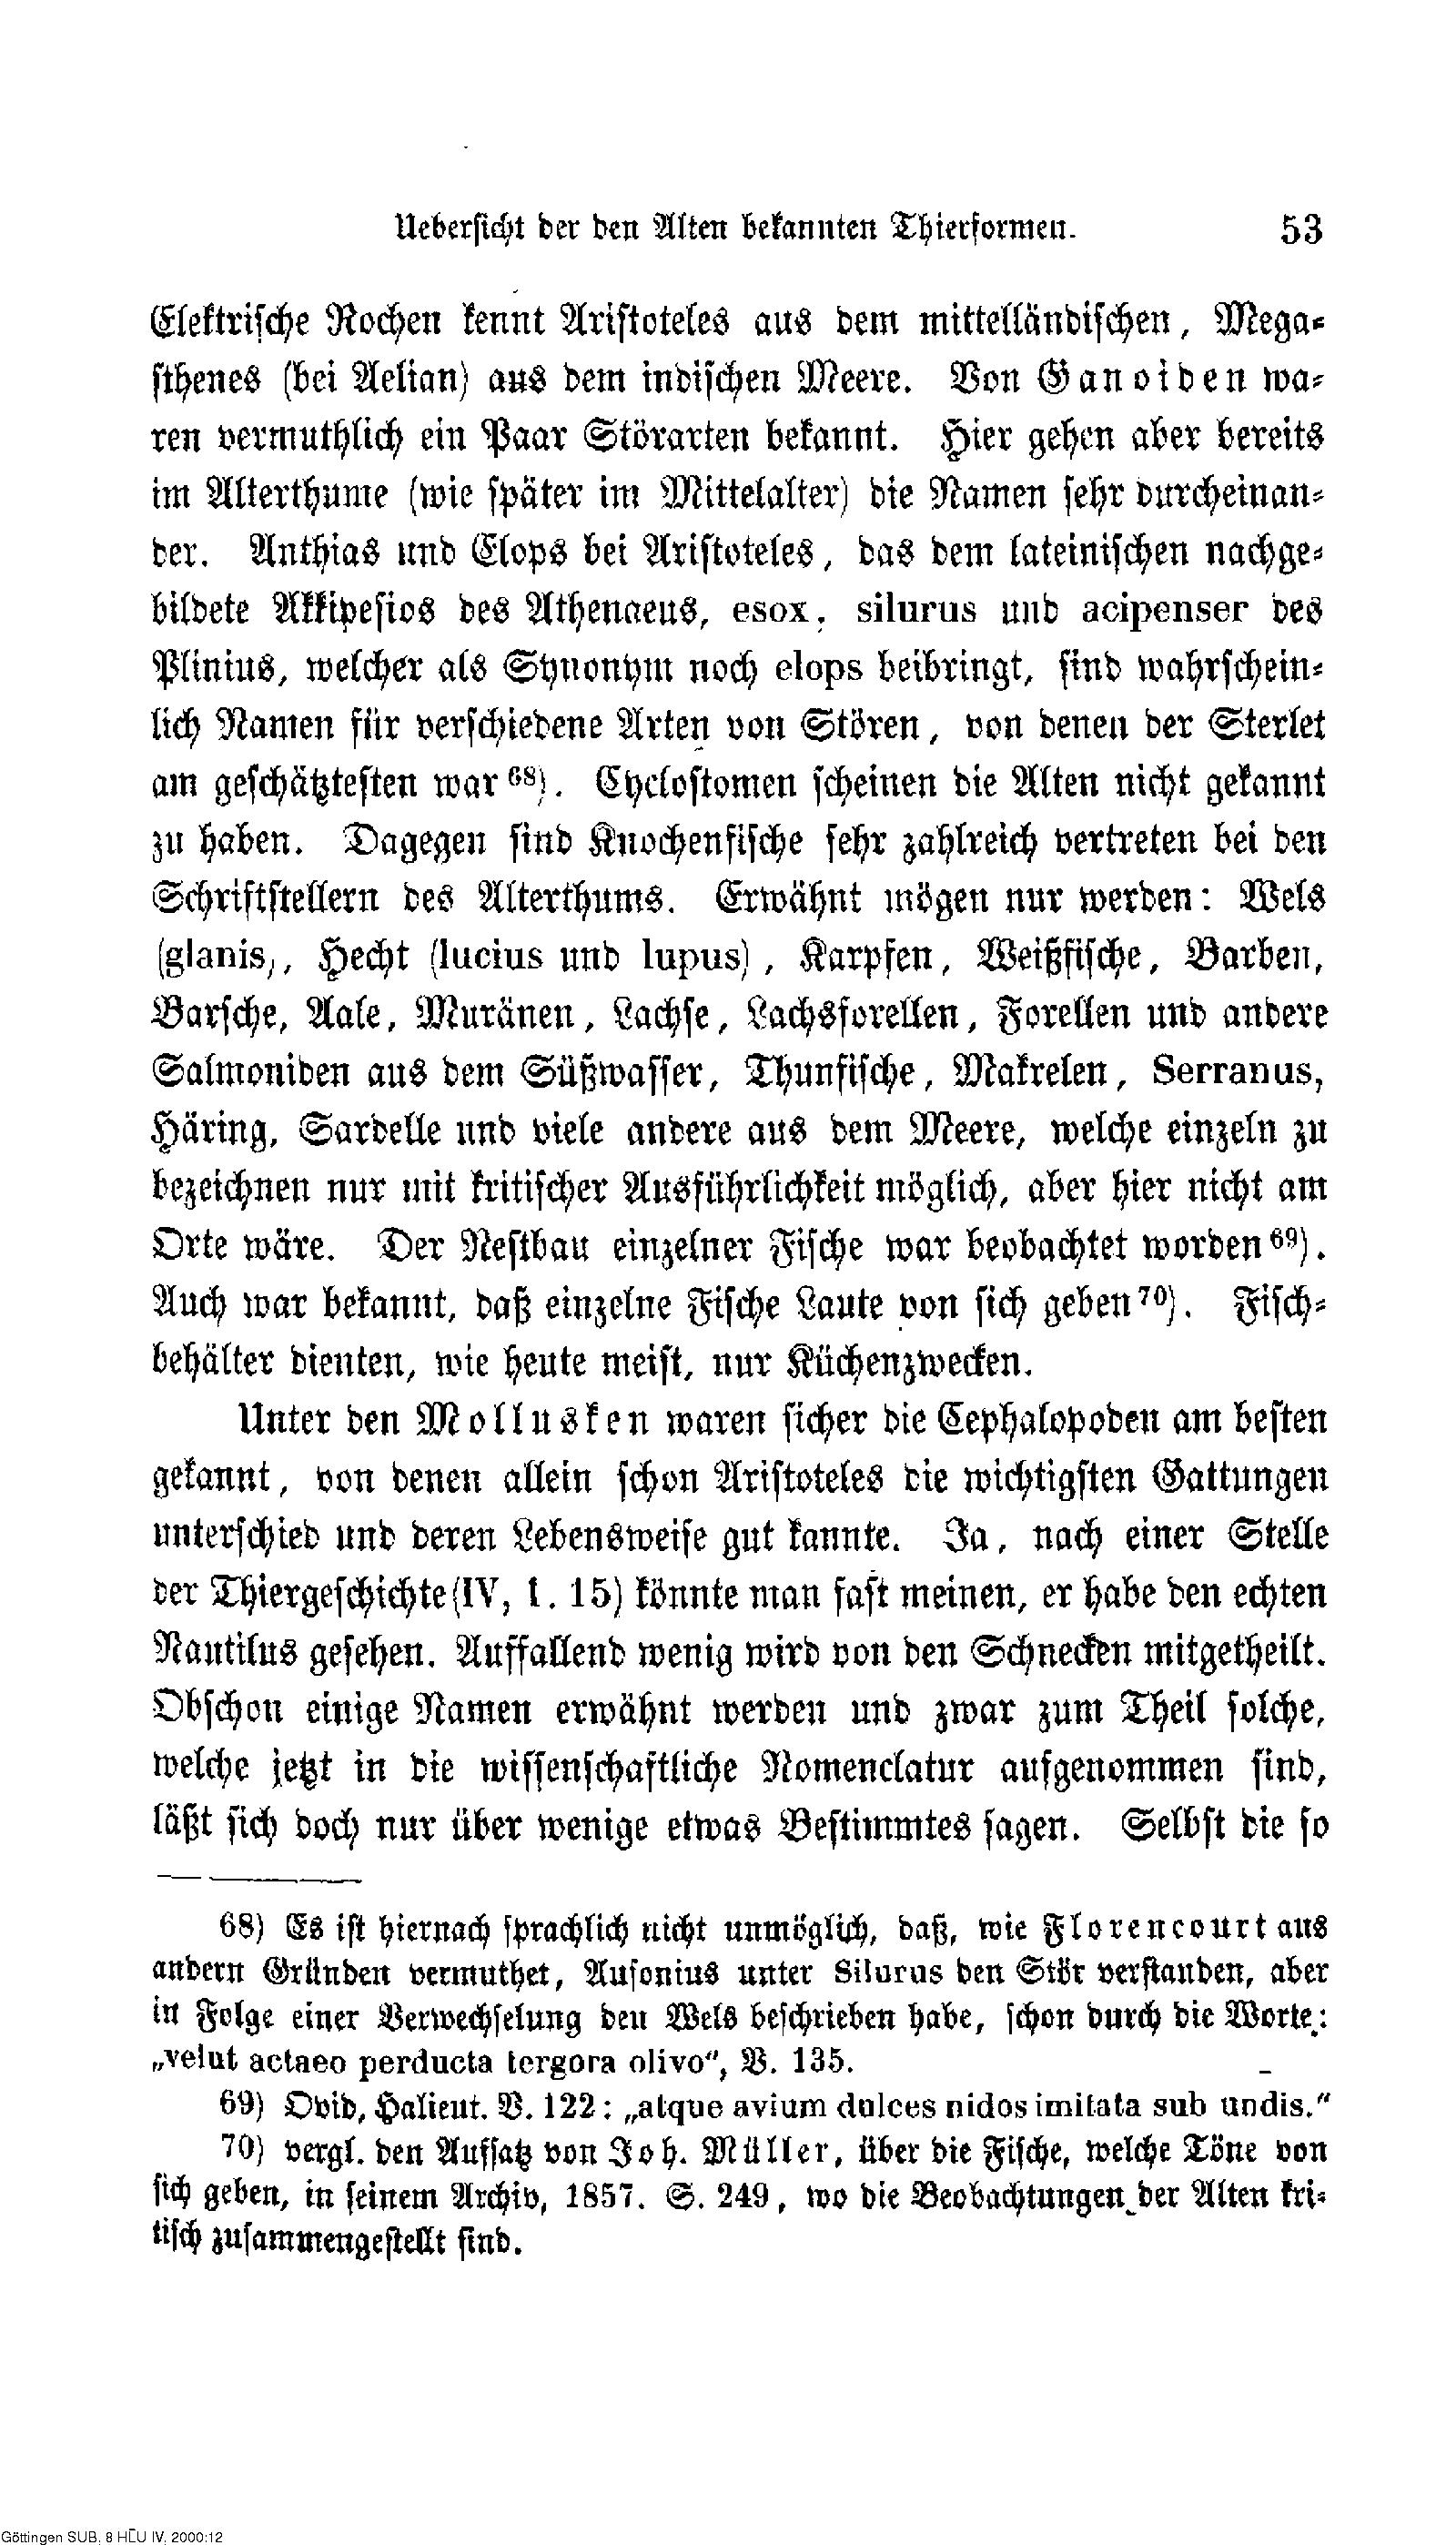 Uebersicht der den Alten bekannten Thierformen. 53
Elektrische Rochen kennt Aristoteles aus dem mittelländischen, Mega-
sthenes (bei Aelian) aus dem indischen Meere. Von Ganoiden wa-
ren vermuthlich ein Paar Störarten bekannt. Hier gehen aber bereits
im Alterthume (wie später im Mittelalter) die Namen sehr durcheinan-
der. Anthias und Elops bei Aristoteles, das dem lateinischen nachge-
bildete Akkipesios des Athenaeus, esox, silurus und acipenser des
Plinius, welcher als Synonym noch elops beibringt, sind wahrschein-
lich Namen für verschiedene Arten von Stören, von denen der Sterlet
am geschätztesten war 68). Cyclostomen scheinen die Alten nicht gekannt
zu haben. Dagegen sind Knochenfische sehr zahlreich vertreten bei den
Schriftstellern des Alterthums. Erwähnt mögen nur werden: Wels
(glanis), Hecht (lucius und lupus), Karpfen, Weißfische, Barben,
Barsche, Aale, Muränen, Lachse, Lachsforellen, Forellen und andere
Salmoniden aus dem Süßwasser, Thunfische, Makrelen, Serranus,
Häring, Sardelle und viele andere aus dem Meere, welche einzeln zu
bezeichnen nur mit kritischer Ausführlichkeit möglich, aber hier nicht am
Orte wäre. Der Nestbau einzelner Fische war beobachtet worden 69).
Auch war bekannt, daß einzelne Fische Laute von sich geben 70). Fisch-
behälter dienten, wie heute meist, nur Küchenzwecken.
Unter den Mollusken waren sicher die Cephalopoden am besten
gekannt, von denen allein schon Aristoteles die wichtigsten Gattungen
unterschied und deren Lebensweise gut kannte. Ja, nach einer Stelle
der Thiergeschichte (IV, 1. 15) könnte man fast meinen, er habe den echten
Nautilus gesehen. Auffallend wenig wird von den Schnecken mitgetheilt.
Obschon einige Namen erwähnt werden und zwar zum Theil solche,
welche jetzt in die wissenschaftliche Nomenclatur aufgenommen sind,
läßt sich doch nur über wenige etwas Bestimmtes sagen. Selbst die so
68) Es ist hiernach sprachlich nicht unmöglich, daß, wie Florencourt aus
andern Gründen vermuthet, Ausonius unter Silurus den Stör verstanden, aber
in Folge einer Verwechselung den Wels beschrieben habe, schon durch die Worte:
„velut actaeo perducta tergora olivo", V. 135.
69) Ovid, Halieut. V. 122: „atque avium dulces nidos imitata sub undis."
70) vergl. den Aufsatz von Joh. Müller, über die Fische, welche Töne von
sich geben, in seinem Archiv, 1857. S. 249, wo die Beobachtungen der Alten kri-
tisch zusammengestellt sind.
Göttingen SUB, 8 HLU IV, 2000:12